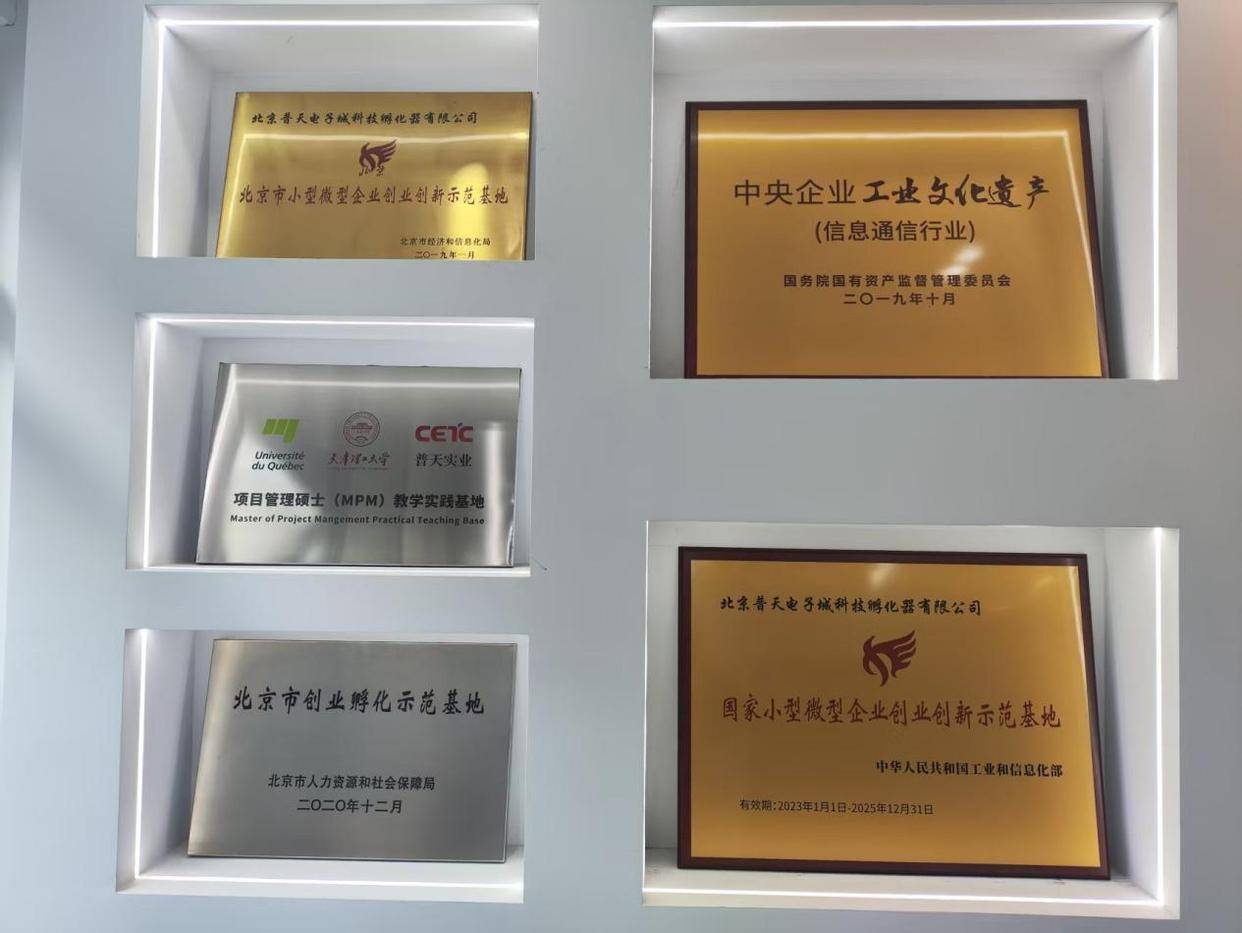 北京普天电子城科技孵化器有限公司
北京市小型微型企业创业创新示范基地
北京市经济和信息化局
二〇一九年一月
Université
du Québec
天津理工大学
CETC
普天实业
项目管理硕士（MPM）教学实践基地
Master of Project Mangement Practical Teaching Base
北京市创业孵化示范基地
北京市人力资源和社会保障局
二〇二〇年十二月
中央企业工业文化遗产
(信息通信行业)
国务院国有资产监督管理委员会
二〇一九年十月
北京普天电子城科技孵化器有限公司
国家小型微型企业创业创新示范基地
中华人民共和国工业和信息化部
有效期：2023年1月1日-2025年12月31日